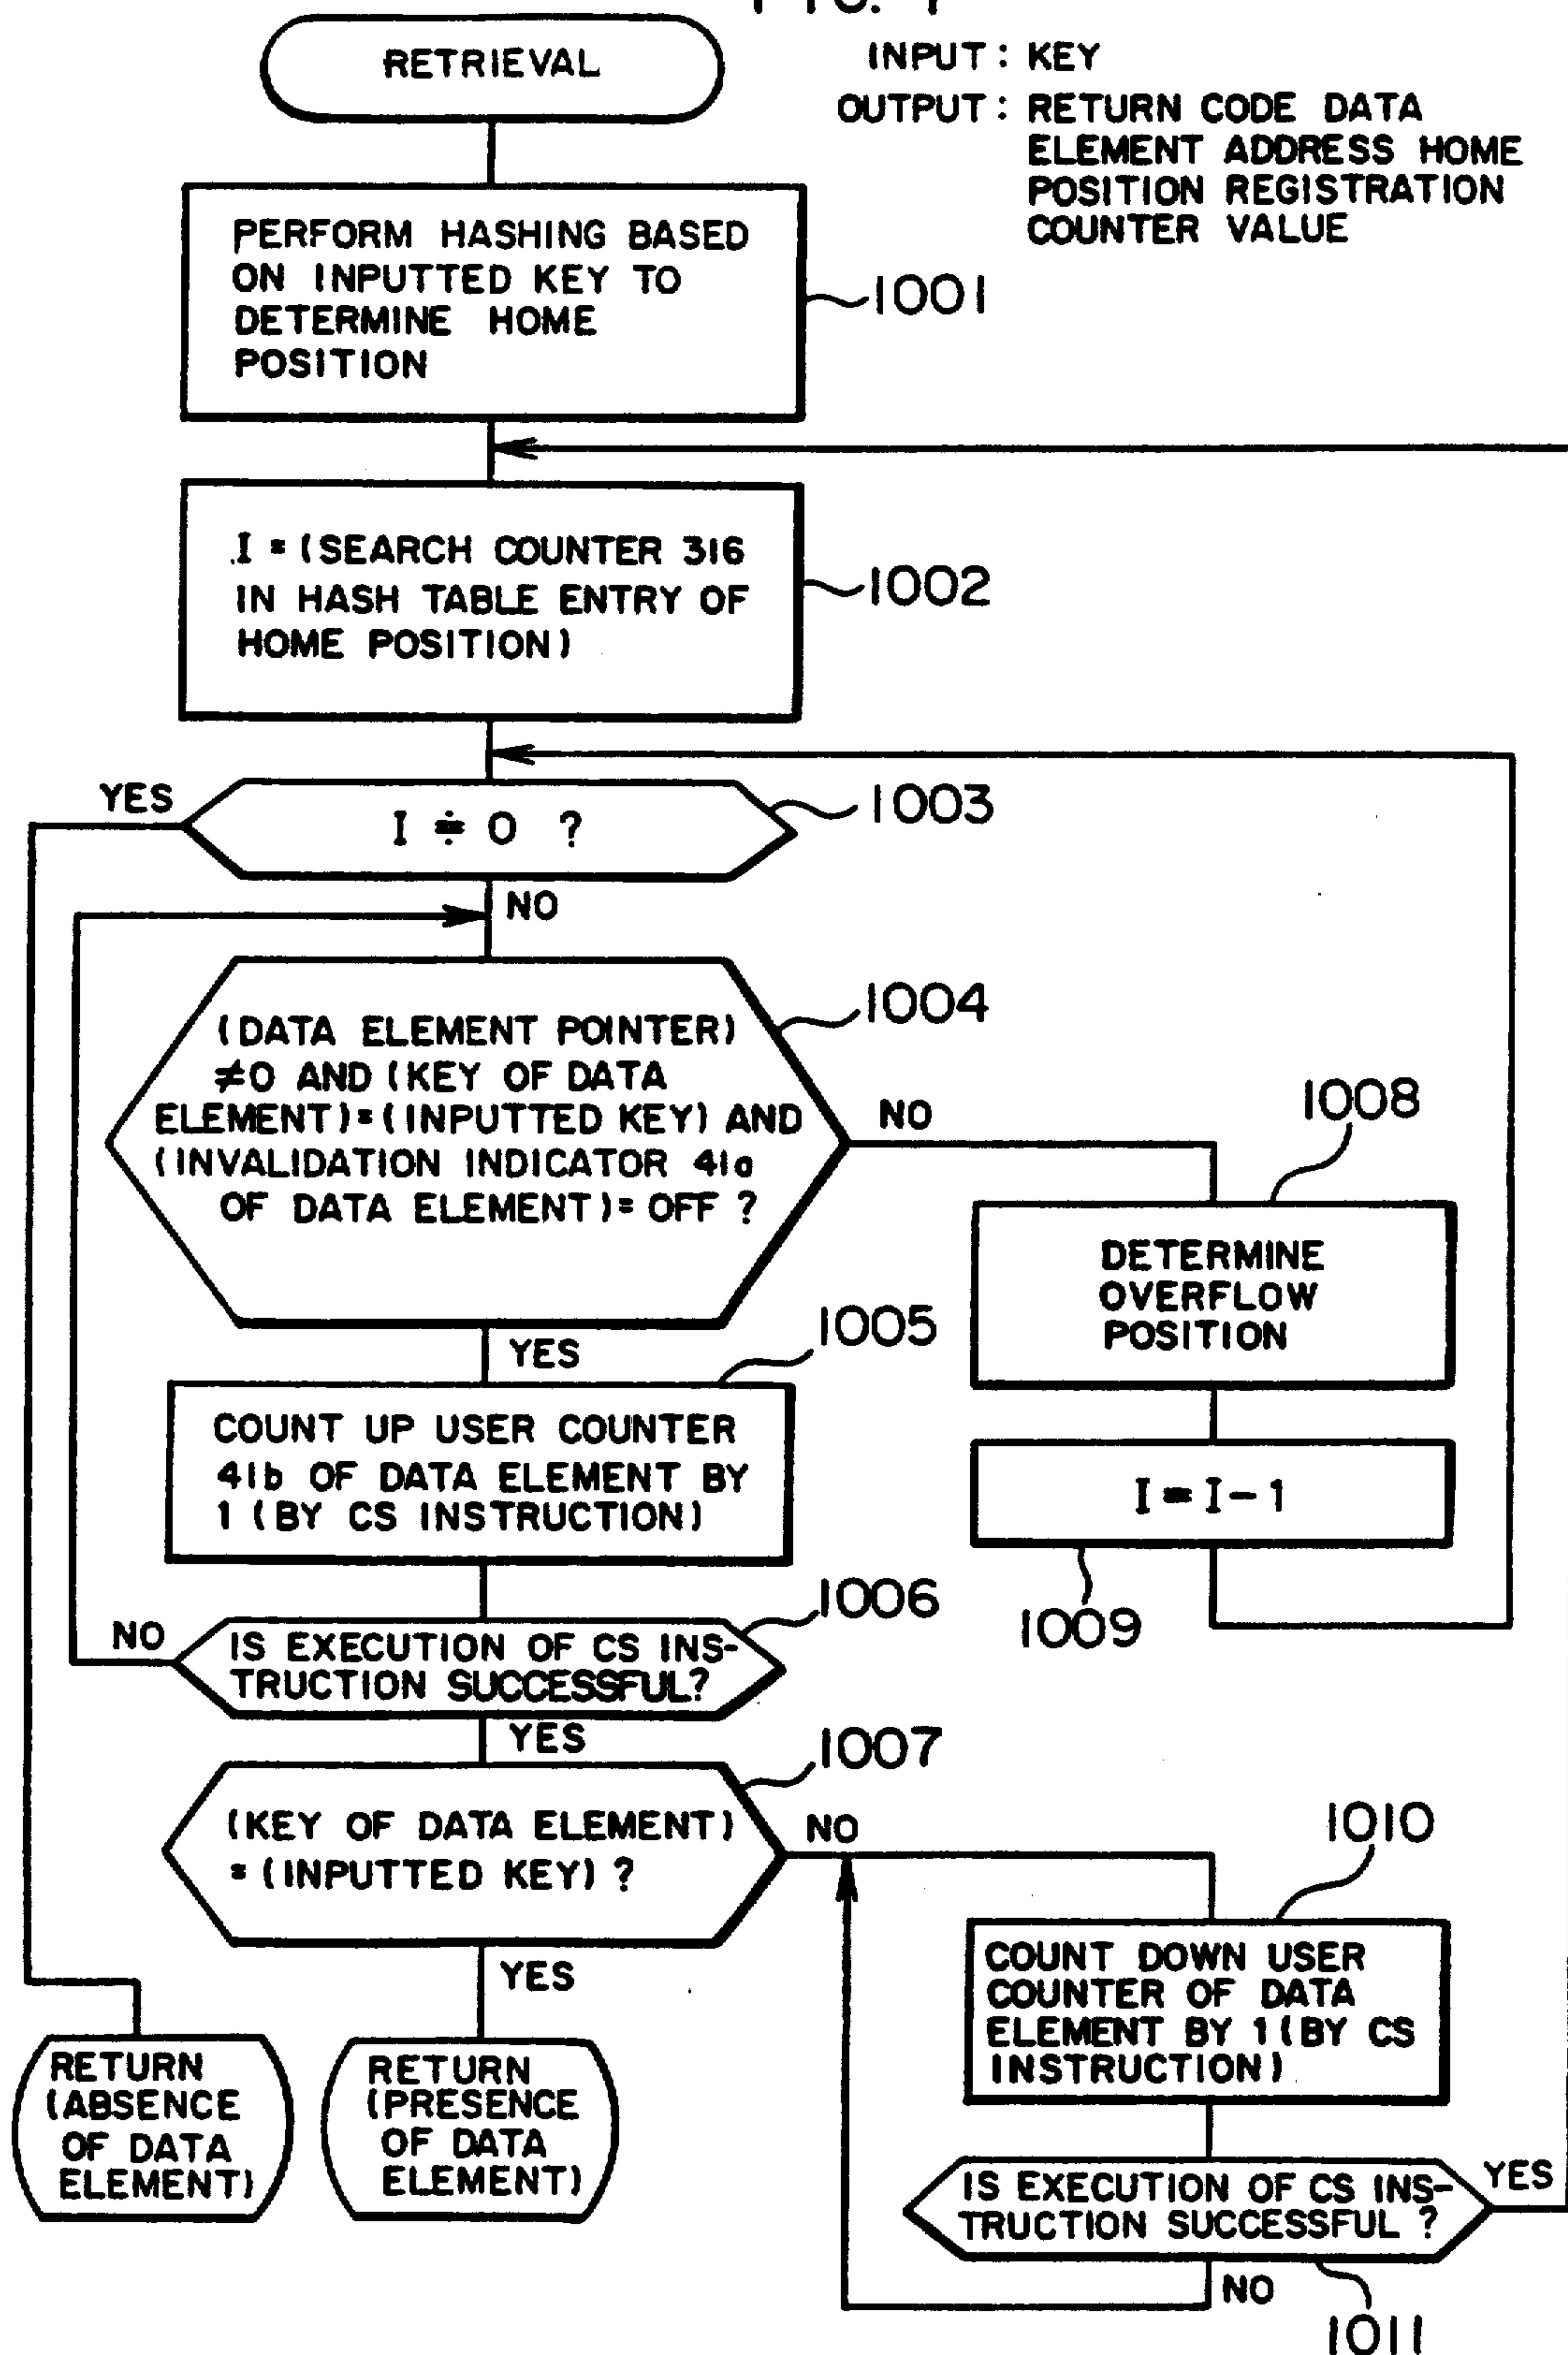 RETRIEVAL
INPUT : KEY
OUTPUT : RETURN CODE DATA
ELEMENT ADDRESS HOME
POSITION REGISTRATION
COUNTER VALUE
PERFORM HASHING BASED
ON INPUTTED KEY TO
DETERMINE HOME
POSITION
1001
I = (SEARCH COUNTER 316
IN HASH TABLE ENTRY OF
HOME POSITION)
1002
YES
I ≑ 0 ?
1003
NO
(DATA ELEMENT POINTER)
≠0 AND (KEY OF DATA
ELEMENT)=(INPUTTED KEY) AND
(INVALIDATION INDICATOR 41a
OF DATA ELEMENT)= OFF ?
1004
NO
1008
DETERMINE
OVERFLOW
POSITION
YES
1005
COUNT UP USER COUNTER
41b OF DATA ELEMENT BY
1 (BY CS INSTRUCTION)
I = I - 1
1009
1006
NO
IS EXECUTION OF CS INS-
TRUCTION SUCCESSFUL?
YES
1007
(KEY OF DATA ELEMENT)
= (INPUTTED KEY) ?
NO
1010
COUNT DOWN USER
COUNTER OF DATA
ELEMENT BY 1 (BY CS
INSTRUCTION)
YES
RETURN
(ABSENCE
OF DATA
ELEMENT)
RETURN
(PRESENCE
OF DATA
ELEMENT)
IS EXECUTION OF CS INS-
TRUCTION SUCCESSFUL ?
YES
NO
1011